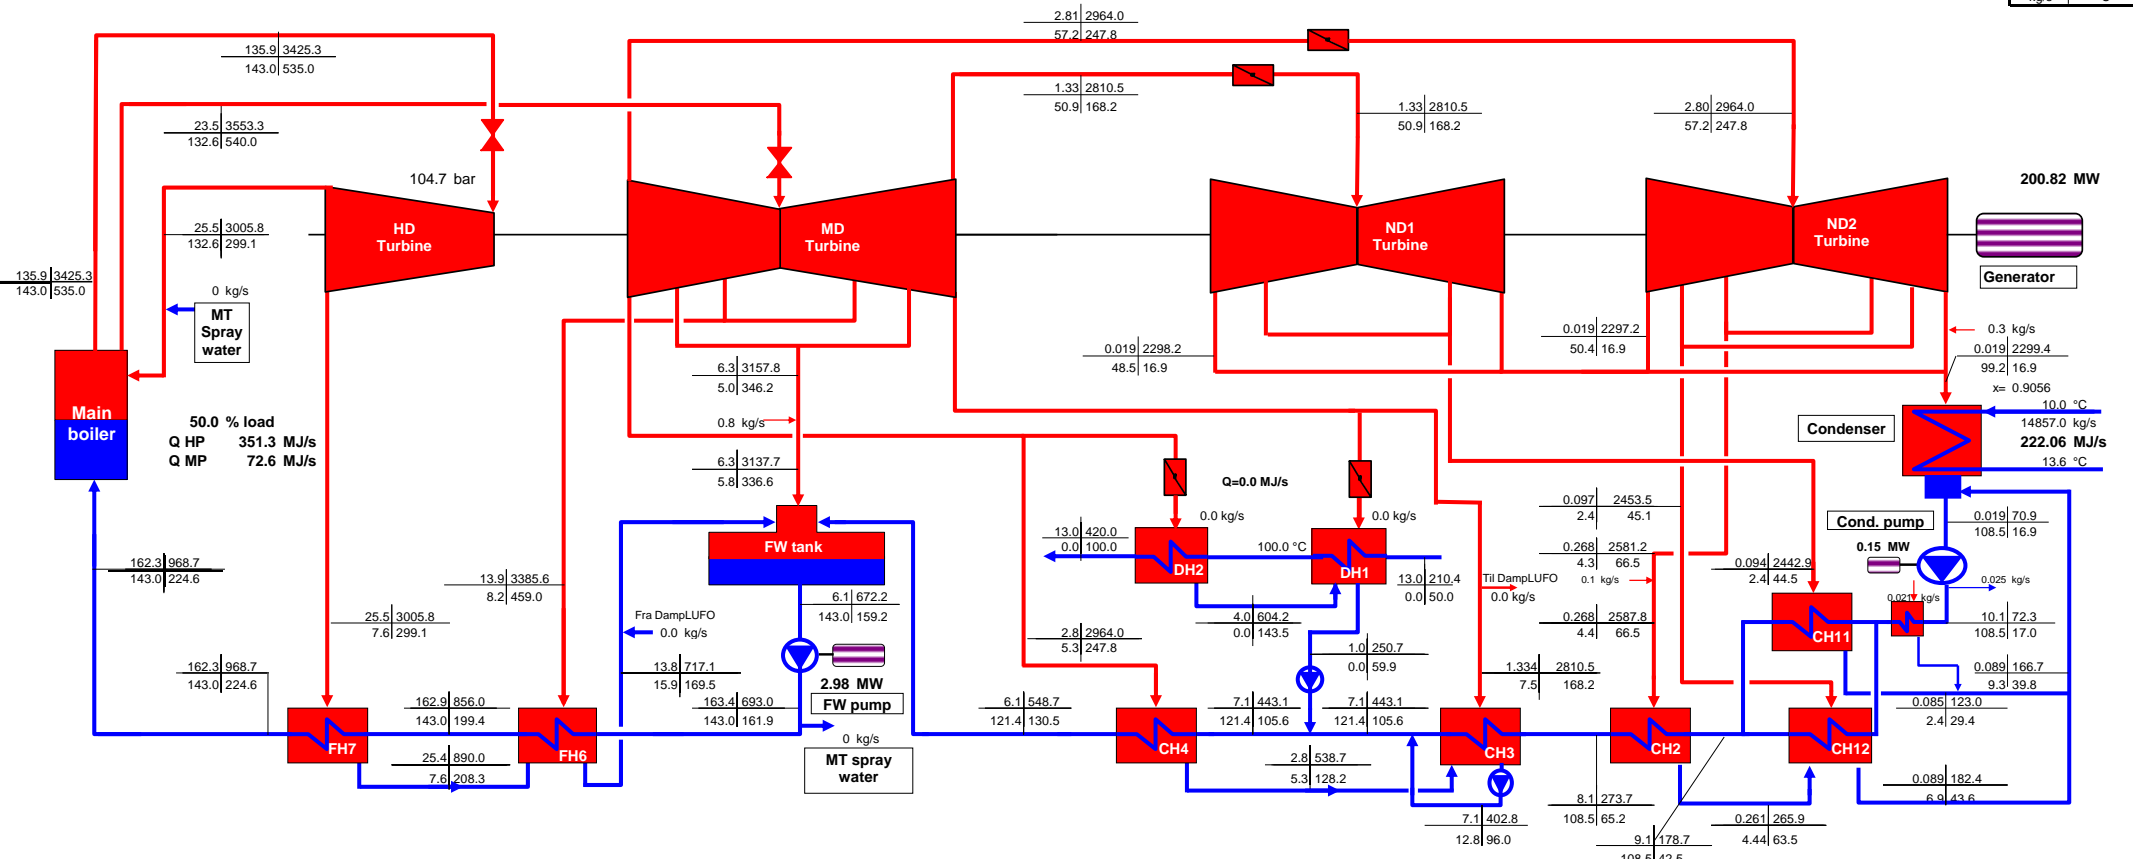 2.81 2964.0
57.2 247.8
135.9 3425.3
143.0 535.0
1.33 2810.5
50.9 168.2
1.33 2810.5
50.9 168.2
2.80 2964.0
57.2 247.8
23.5 3553.3
132.6 540.0
104.7 bar
200.82 MW
25.5 3005.8
132.6 299.1
HD
Turbine
MD
Turbine
ND1
Turbine
ND2
Turbine
Generator
135.9 3425.3
143.0 535.0
0 kg/s
MT
Spray
water
0.3 kg/s
0.019 2297.2
50.4 16.9
0.019 2298.2
48.5 16.9
0.019 2299.4
99.2 16.9
x= 0.9056
6.3 3157.8
5.0 346.2
Main
boiler
50.0 % load
Q HP 351.3 MJ/s
Q MP 72.6 MJ/s
0.8 kg/s
10.0 °C
14857.0 kg/s
Condenser
222.06 MJ/s
13.6 °C
6.3 3137.7
5.8 336.6
Q=0.0 MJ/s
0.097 2453.5
2.4 45.1
0.0 kg/s
0.0 kg/s
Cond. pump
0.019 70.9
108.5 16.9
0.15 MW
FW tank
13.0 420.0
0.0 100.0
100.0 °C
DH2
DH1
0.268 2581.2
4.3 66.5
0.1 kg/s
0.094 2442.9
2.4 44.5
0.025 kg/s
0.021 kg/s
162.3 968.7
143.0 224.6
13.9 3385.6
8.2 459.0
13.0 210.4
0.0 50.0
Til DampLUFO
0.0 kg/s
6.1 672.2
143.0 159.2
25.5 3005.8
7.6 299.1
Fra DampLUFO
0.0 kg/s
4.0 604.2
0.0 143.5
0.268 2587.8
4.4 66.5
CH11
10.1 72.3
108.5 17.0
2.8 2964.0
5.3 247.8
1.0 250.7
0.0 59.9
162.3 968.7
143.0 224.6
13.8 717.1
15.9 169.5
2.98 MW
FW pump
1.334 2810.5
7.5 168.2
0.089 166.7
9.3 39.8
162.9 856.0
143.0 199.4
163.4 693.0
143.0 161.9
6.1 548.7
121.4 130.5
7.1 443.1
121.4 105.6
7.1 443.1
121.4 105.6
0.085 123.0
2.4 29.4
FH7
FH6
0 kg/s
MT spray
water
CH4
CH3
CH2
CH12
25.4 890.0
7.6 208.3
2.8 538.7
5.3 128.2
0.089 182.4
6.9 43.6
8.1 273.7
108.5 65.2
7.1 402.8
12.8 96.0
0.261 265.9
4.44 63.5
9.1 178.7